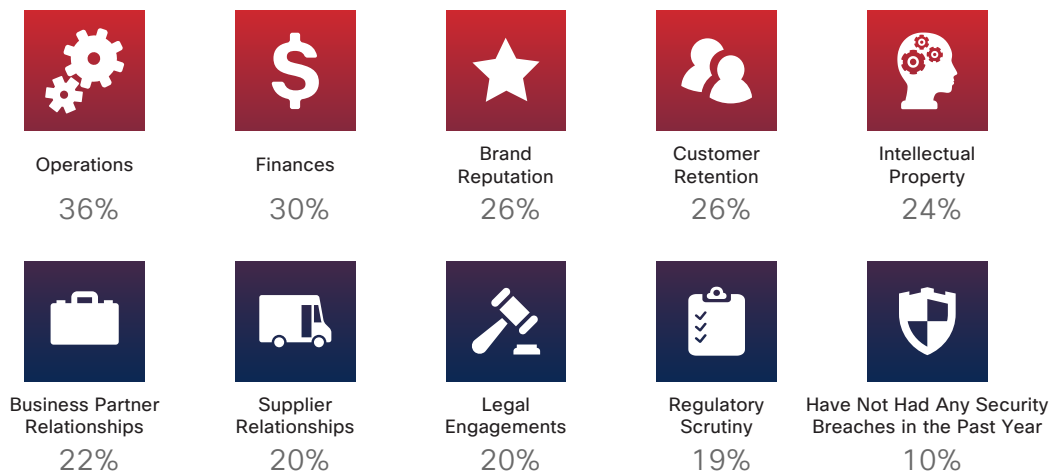 Operations
36%
Finances
30%
Brand
Reputation
26%
Customer
Retention
26%
Intellectual
Property
24%
Business Partner
Relationships
22%
Supplier
Relationships
20%
Legal
Engagements
20%
Regulatory
Scrutiny
19%
Have Not Had Any Security
Breaches in the Past Year
10%